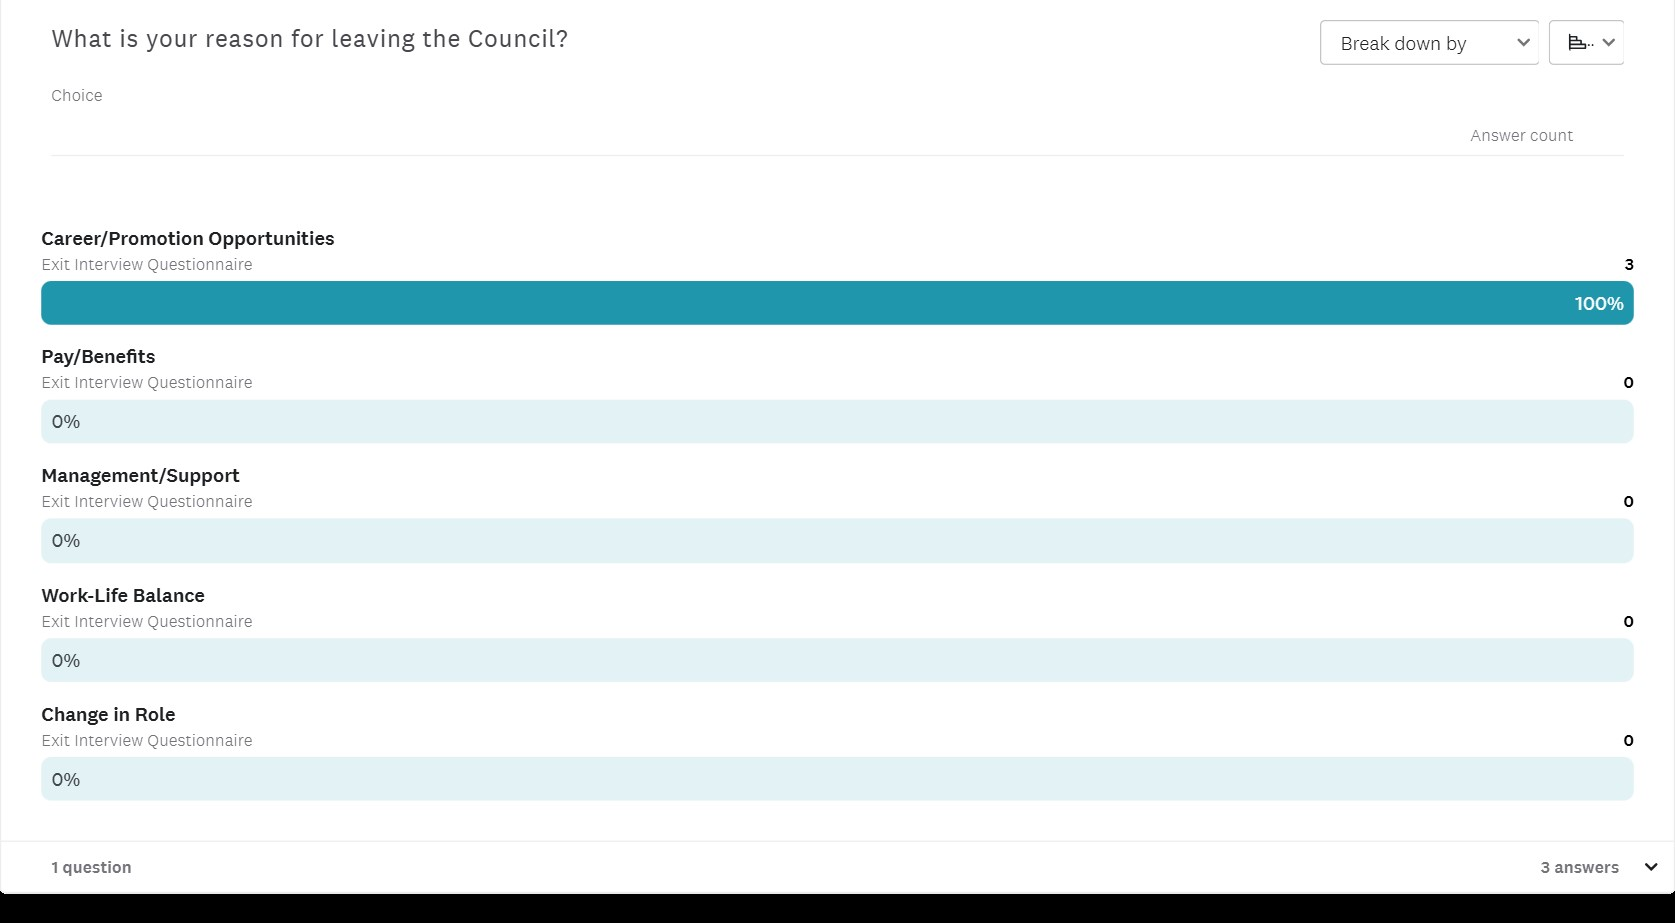 What is your reason for leaving the Council?
Break down by
Choice
Answer count
Career/Promotion Opportunities
Exit Interview Questionnaire
3
100%
Pay/Benefits
Exit Interview Questionnaire
0
0%
Management/Support
Exit Interview Questionnaire
0
0%
Work-Life Balance
Exit Interview Questionnaire
0
0%
Change in Role
Exit Interview Questionnaire
0
0%
1 question
3 answers